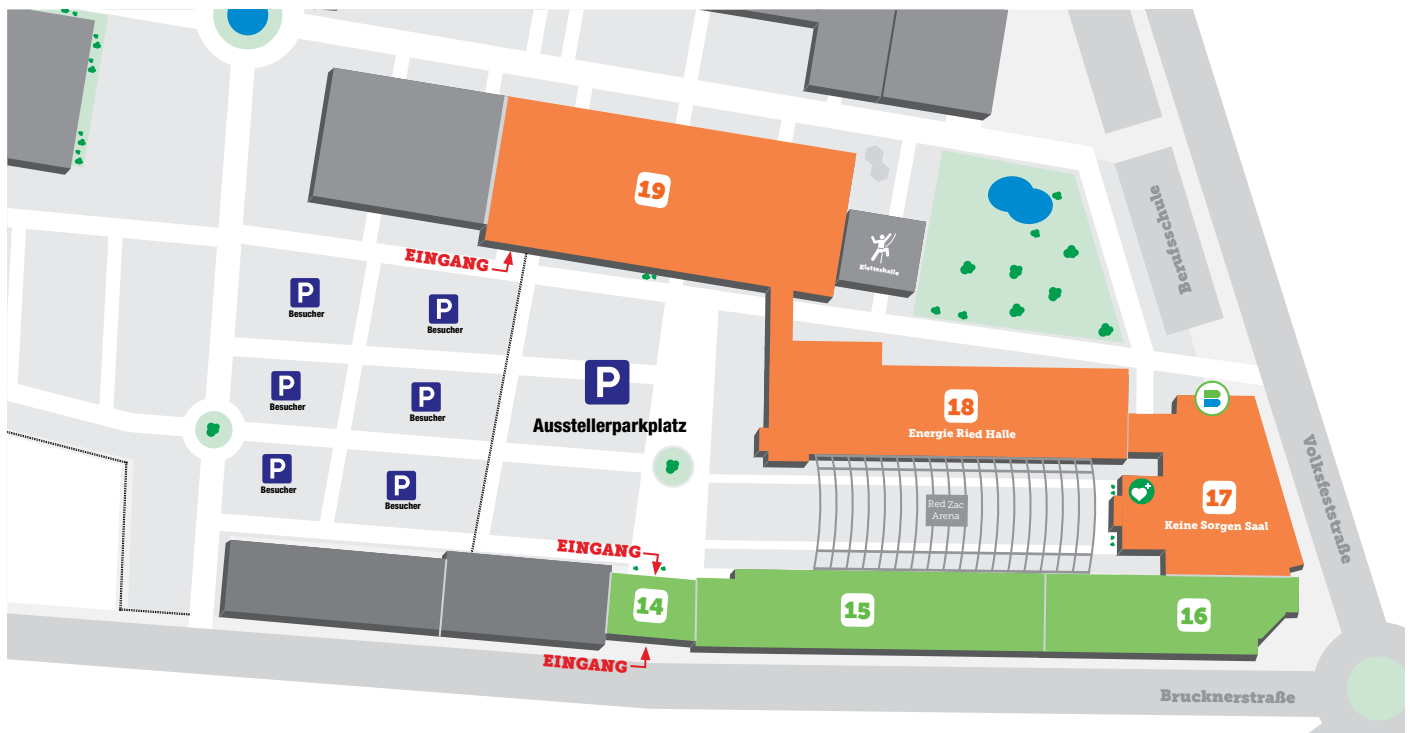 19
EINGANG
Kletterhalle
Berufsschule
P
Besucher
P
Besucher
P
Besucher
P
Besucher
P
Besucher
P
Besucher
P
Ausstellerparkplatz
18
Energie Ried Halle
B
17
Keine Sorgen Saal
Volksfeststraße
Red Zac
Arena
EINGANG
14
15
16
EINGANG
Brucknerstraße